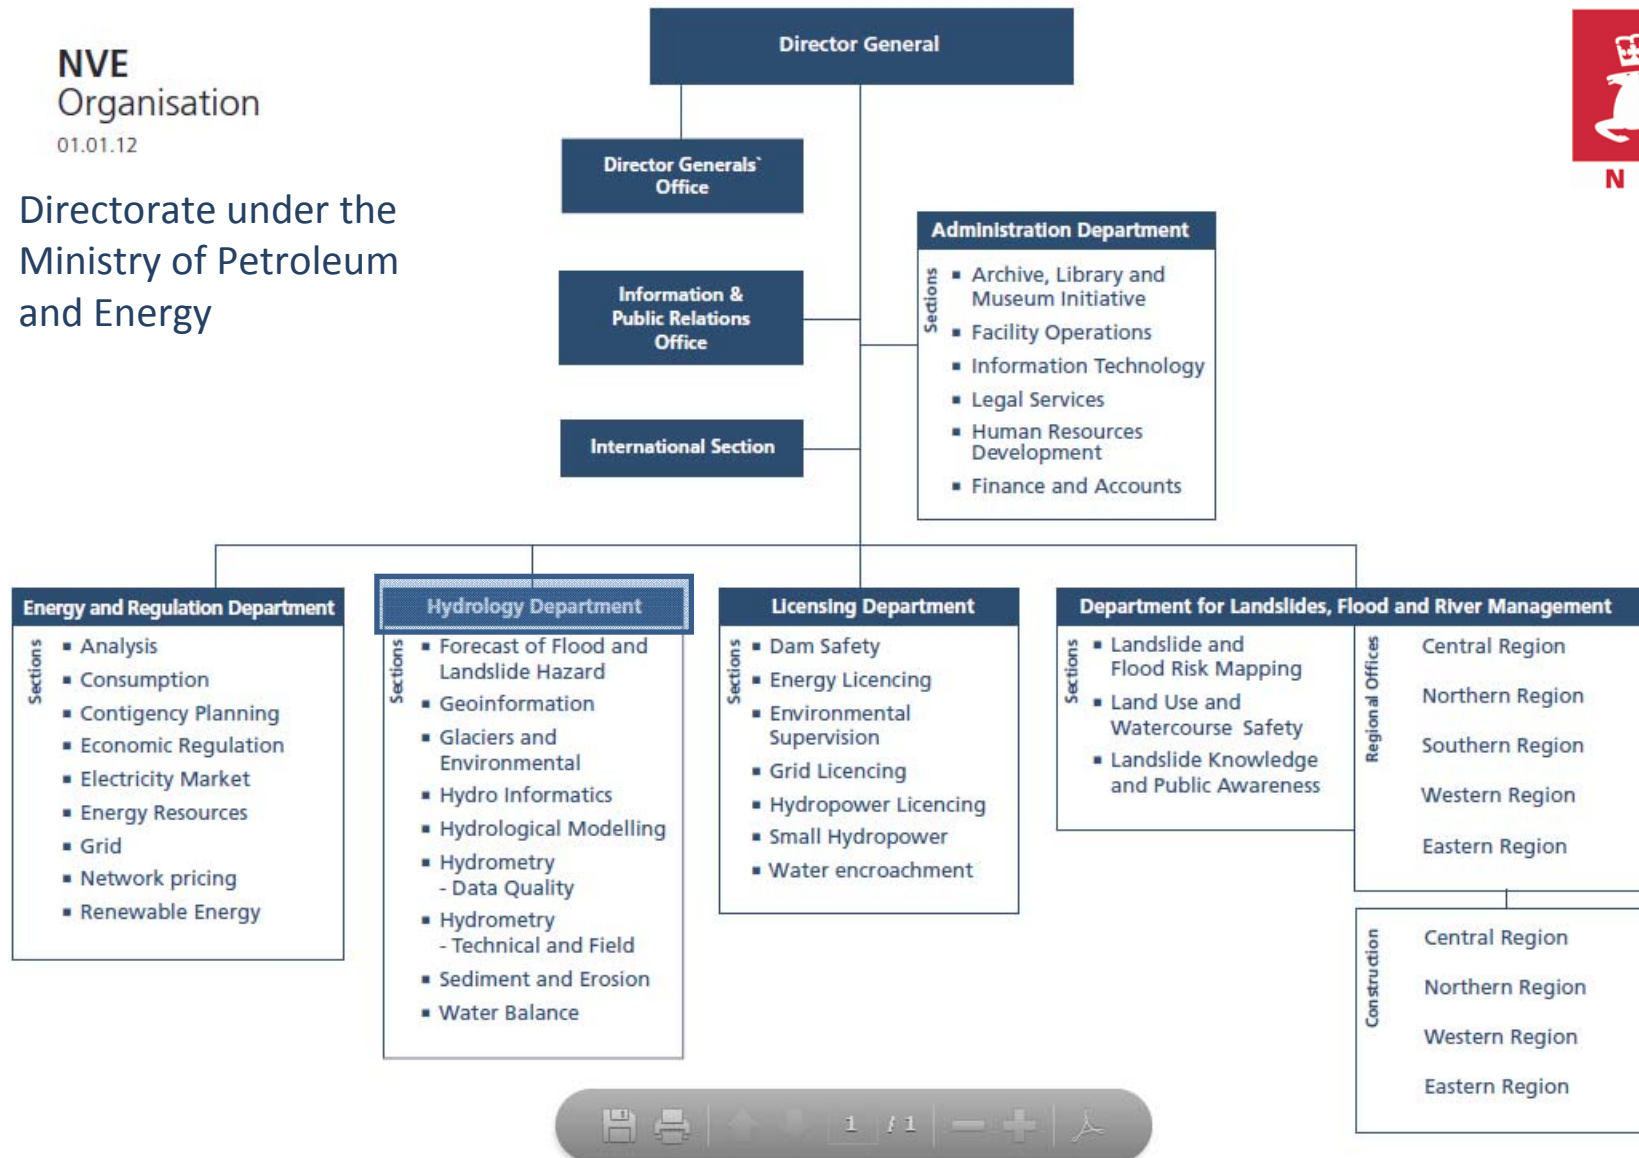 NVE
Organisation
01.01.12
Directorate under the
Ministry of Petroleum
and Energy
Director General
N
Director Generals`
Office
Information &
Public Relations
Office
International Section
Administration Department
Sections
Archive, Library and
Museum Initiative
Facility Operations
Information Technology
Legal Services
Human Resources
Development
Finance and Accounts
Energy and Regulation Department
Sections
Analysis
Consumption
Contigency Planning
Economic Regulation
Electricity Market
Energy Resources
Grid
Network pricing
Renewable Energy
Hydrology Department
Sections
Forecast of Flood and
Landslide Hazard
Geoinformation
Glaciers and
Environmental
Hydro Informatics
Hydrological Modelling
Hydrometry
- Data Quality
Hydrometry
- Technical and Field
Sediment and Erosion
Water Balance
Licensing Department
Sections
Dam Safety
Energy Licencing
Environmental
Supervision
Grid Licencing
Hydropower Licencing
Small Hydropower
Water encroachment
Department for Landslides, Flood and River Management
Sections
Landslide and
Flood Risk Mapping
Land Use and
Watercourse Safety
Landslide Knowledge
and Public Awareness
Regional Offices
Central Region
Northern Region
Southern Region
Western Region
Eastern Region
Construction
Central Region
Northern Region
Western Region
Eastern Region
1 / 1